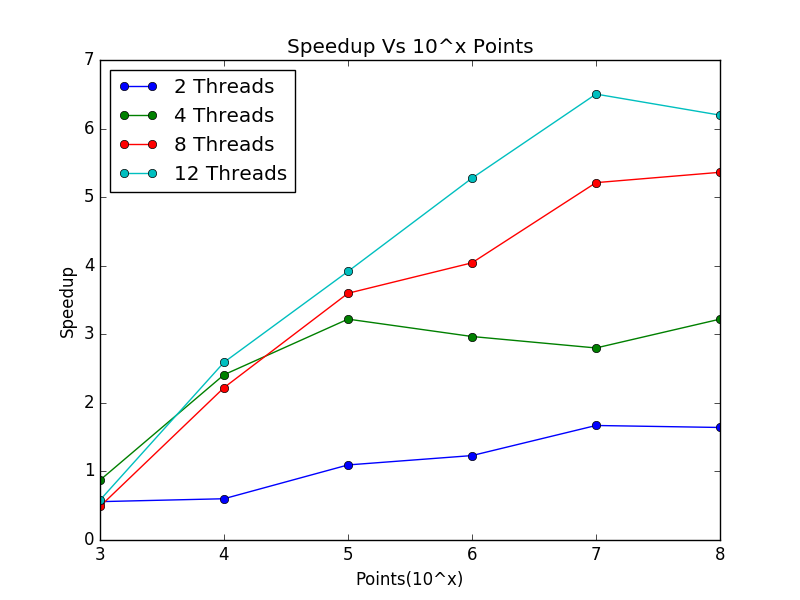 Speedup Vs 10^x Points
7
6
5
4
3
2
1
0
Speedup
2 Threads
4 Threads
8 Threads
12 Threads
3 4 5 6 7 8
Points(10^x)